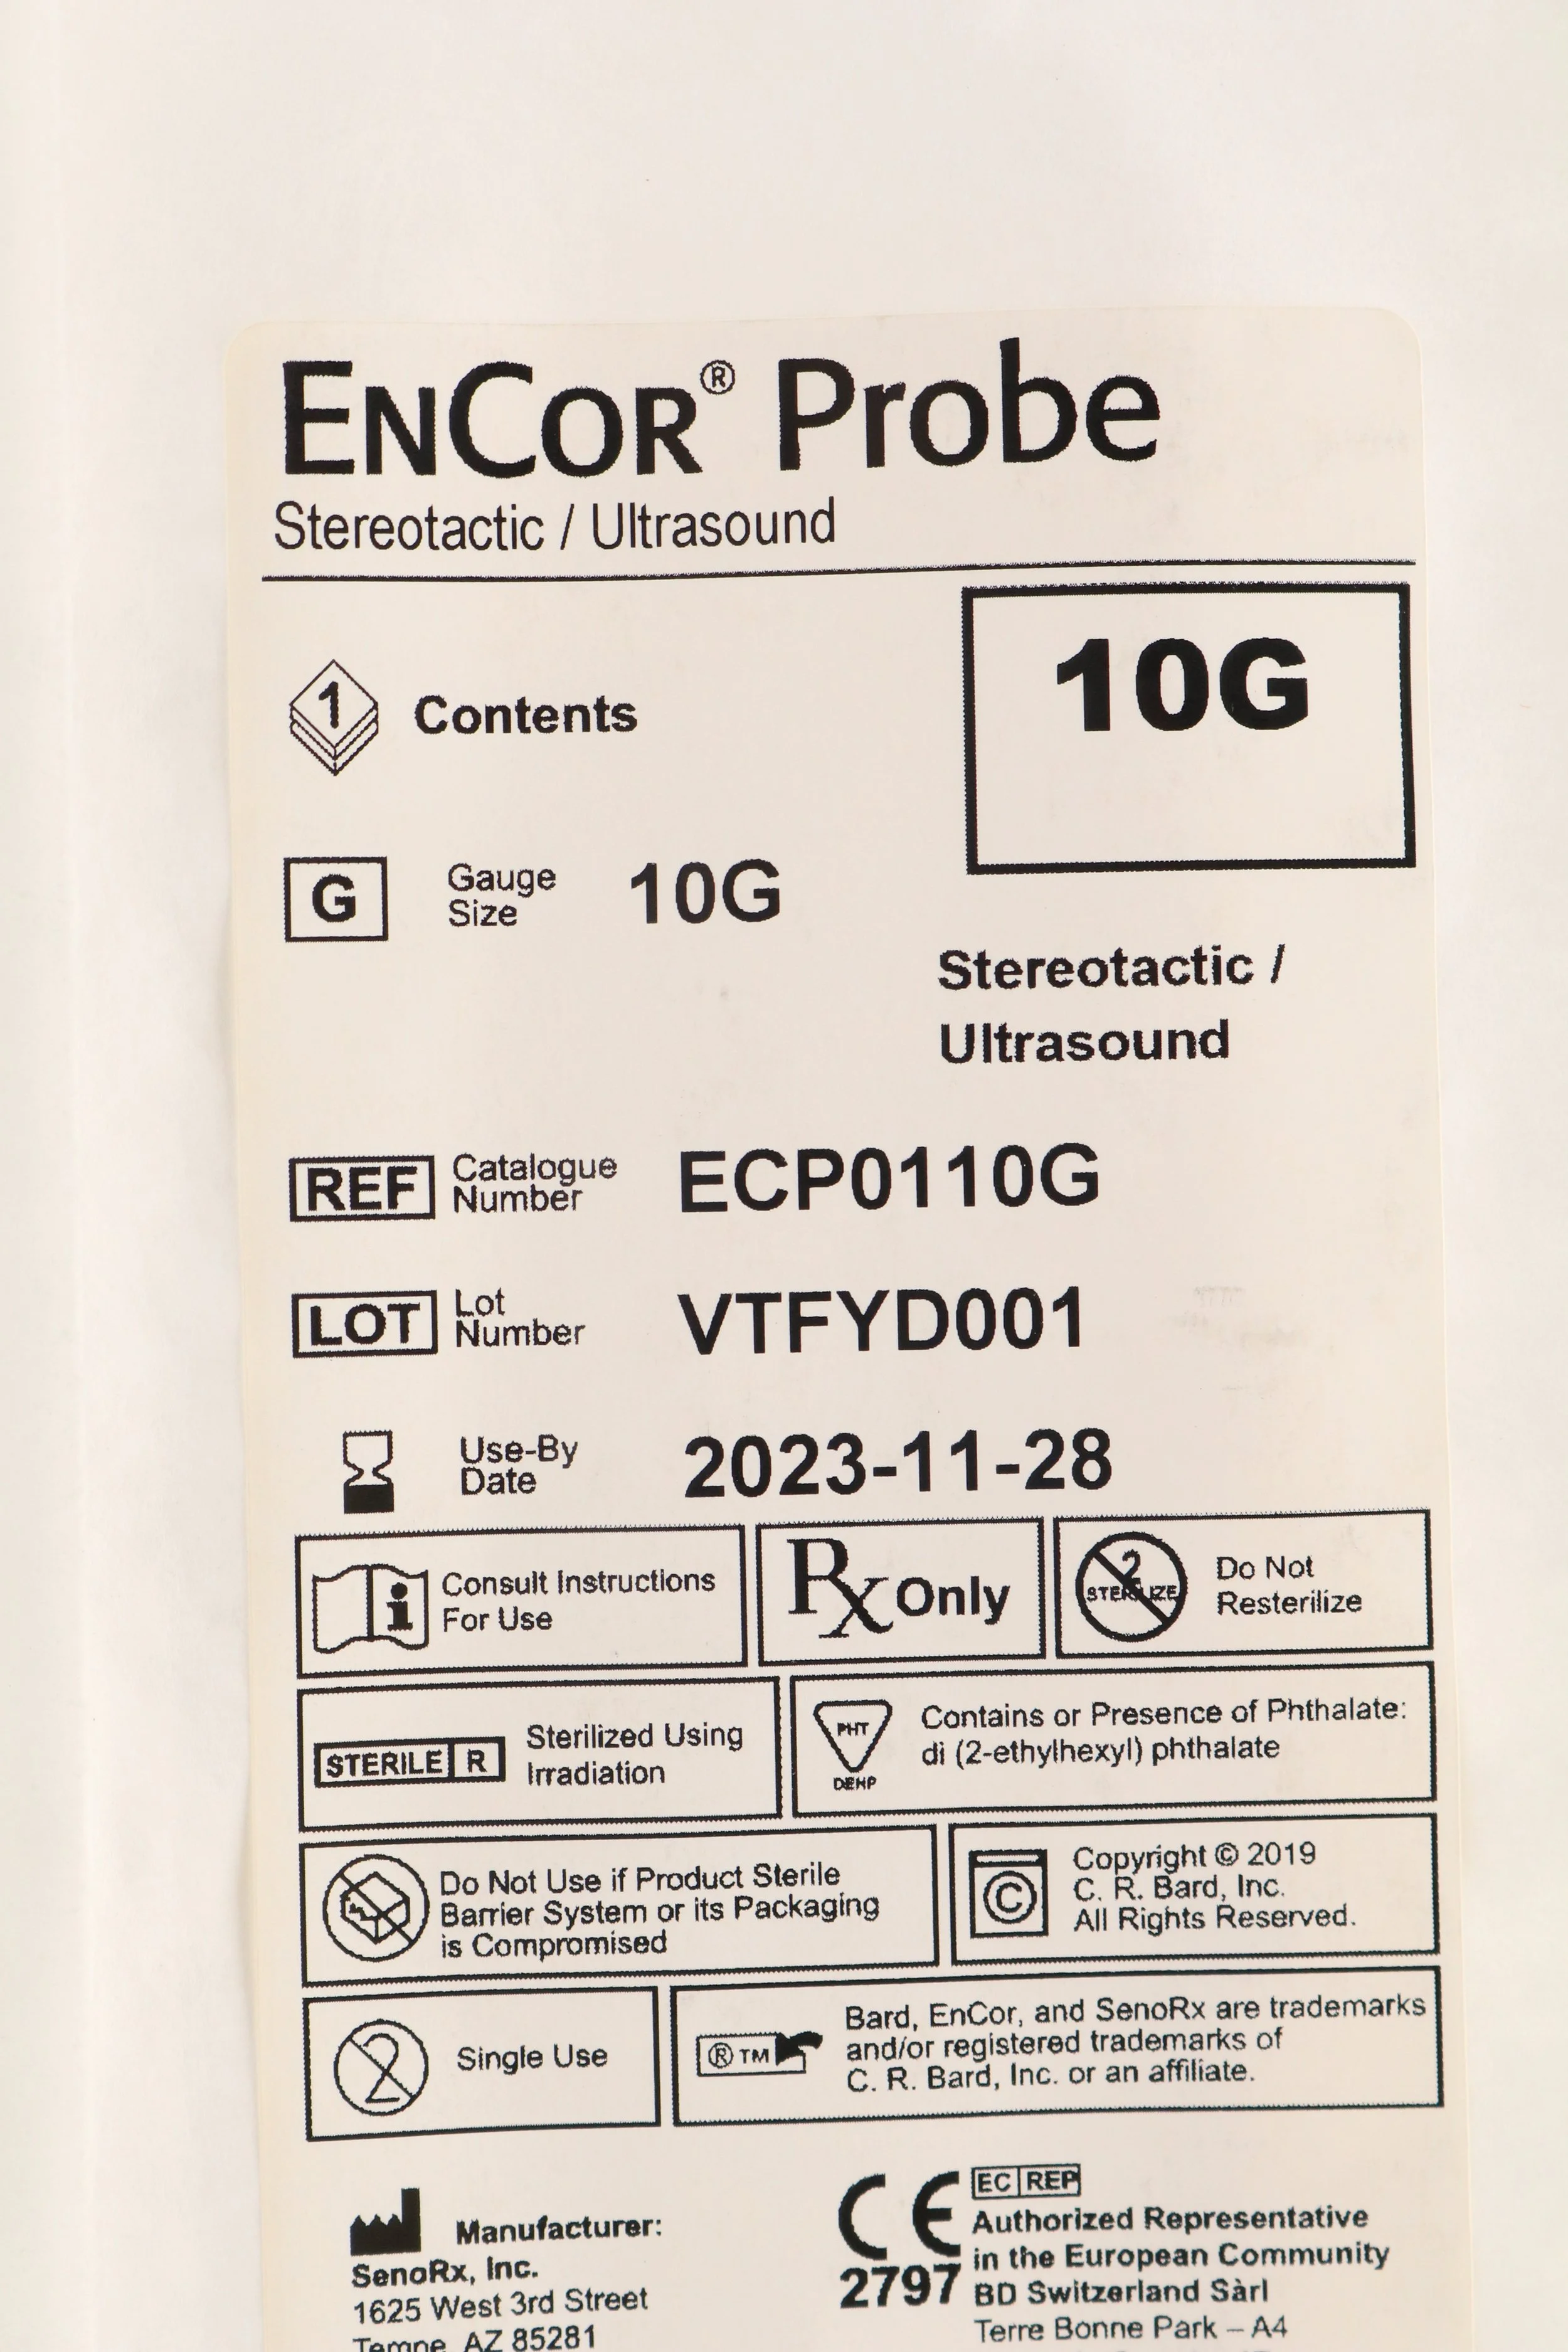 ENCOR® Probe
Stereotactic / Ultrasound
10G
1 Contents
G Gauge Size 10G
Stereotactic /
Ultrasound
REF Catalogue Number ECP0110G
LOT Lot Number VTFYD001
Use-By Date 2023-11-28
Consult Instructions
For Use
Rx Only
2 STERILIZE
Do Not
Resterilize
STERILE R
Sterilized Using
Irradiation
PHT
DEHP
Contains or Presence of Phthalate:
di (2-ethylhexyl) phthalate
Do Not Use if Product Sterile
Barrier System or its Packaging
is Compromised
©
Copyright © 2019
C. R. Bard, Inc.
All Rights Reserved.
2
Single Use
® TM
Bard, EnCor, and SenoRx are trademarks
and/or registered trademarks of
C. R. Bard, Inc. or an affiliate.
Manufacturer:
SenoRx, Inc.
1625 West 3rd Street
Tempe, AZ 85281
CE
2797
EC REP
Authorized Representative
in the European Community
BD Switzerland Sàrl
Terre Bonne Park – A4